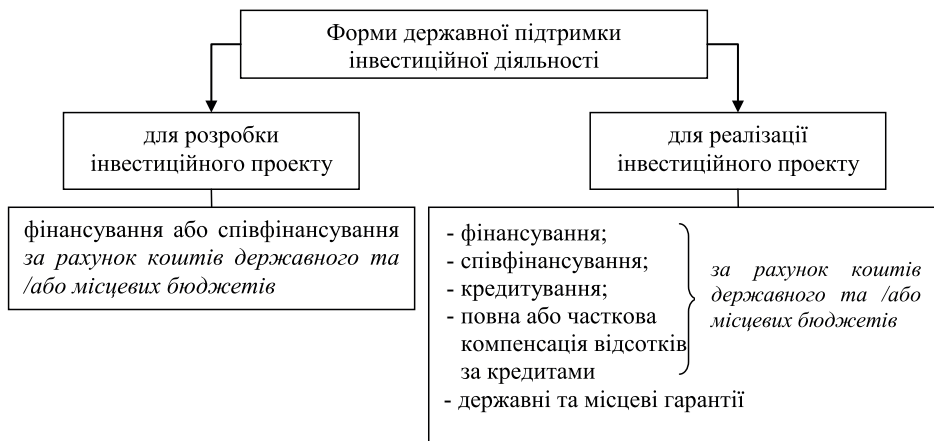 Форми державної підтримки
інвестиційної діяльності
для розробки
інвестиційного проекту
для реалізації
інвестиційного проекту
фінансування або співфінансування
за рахунок коштів державного та
/або місцевих бюджетів
- фінансування;
- співфінансування;
- кредитування;
- повна або часткова
компенсація відсотків
за кредитами
- державні та місцеві гарантії
за рахунок коштів
державного та /або
місцевих бюджетів